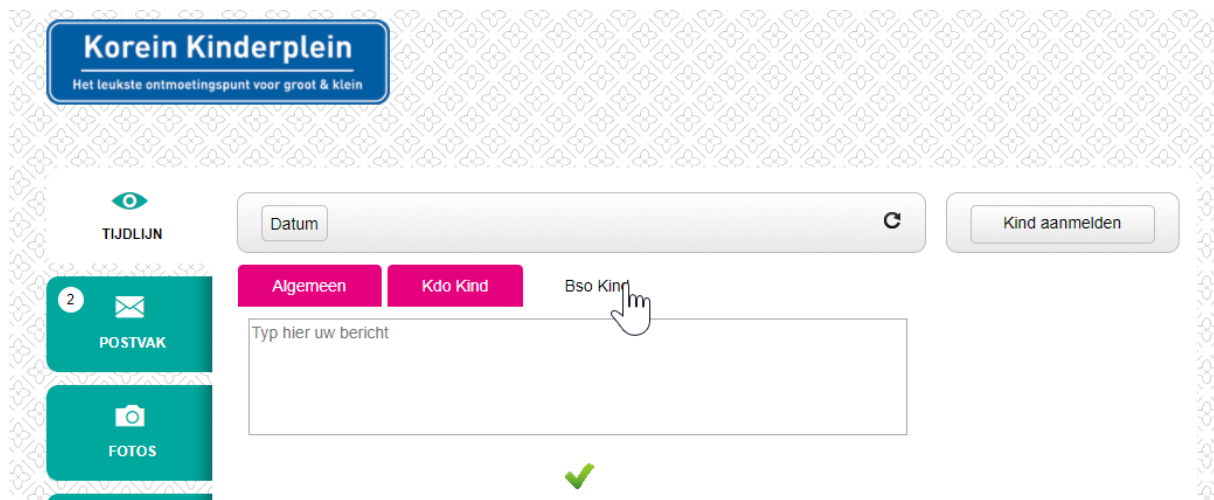 Korein Kinderplein
Het leukste ontmoetingspunt voor groot & klein
TIJDLIJN
Datum
Kind aanmelden
Algemeen
Kdo Kind
Bso Kind
2
POSTVAK
Typ hier uw bericht
FOTOS